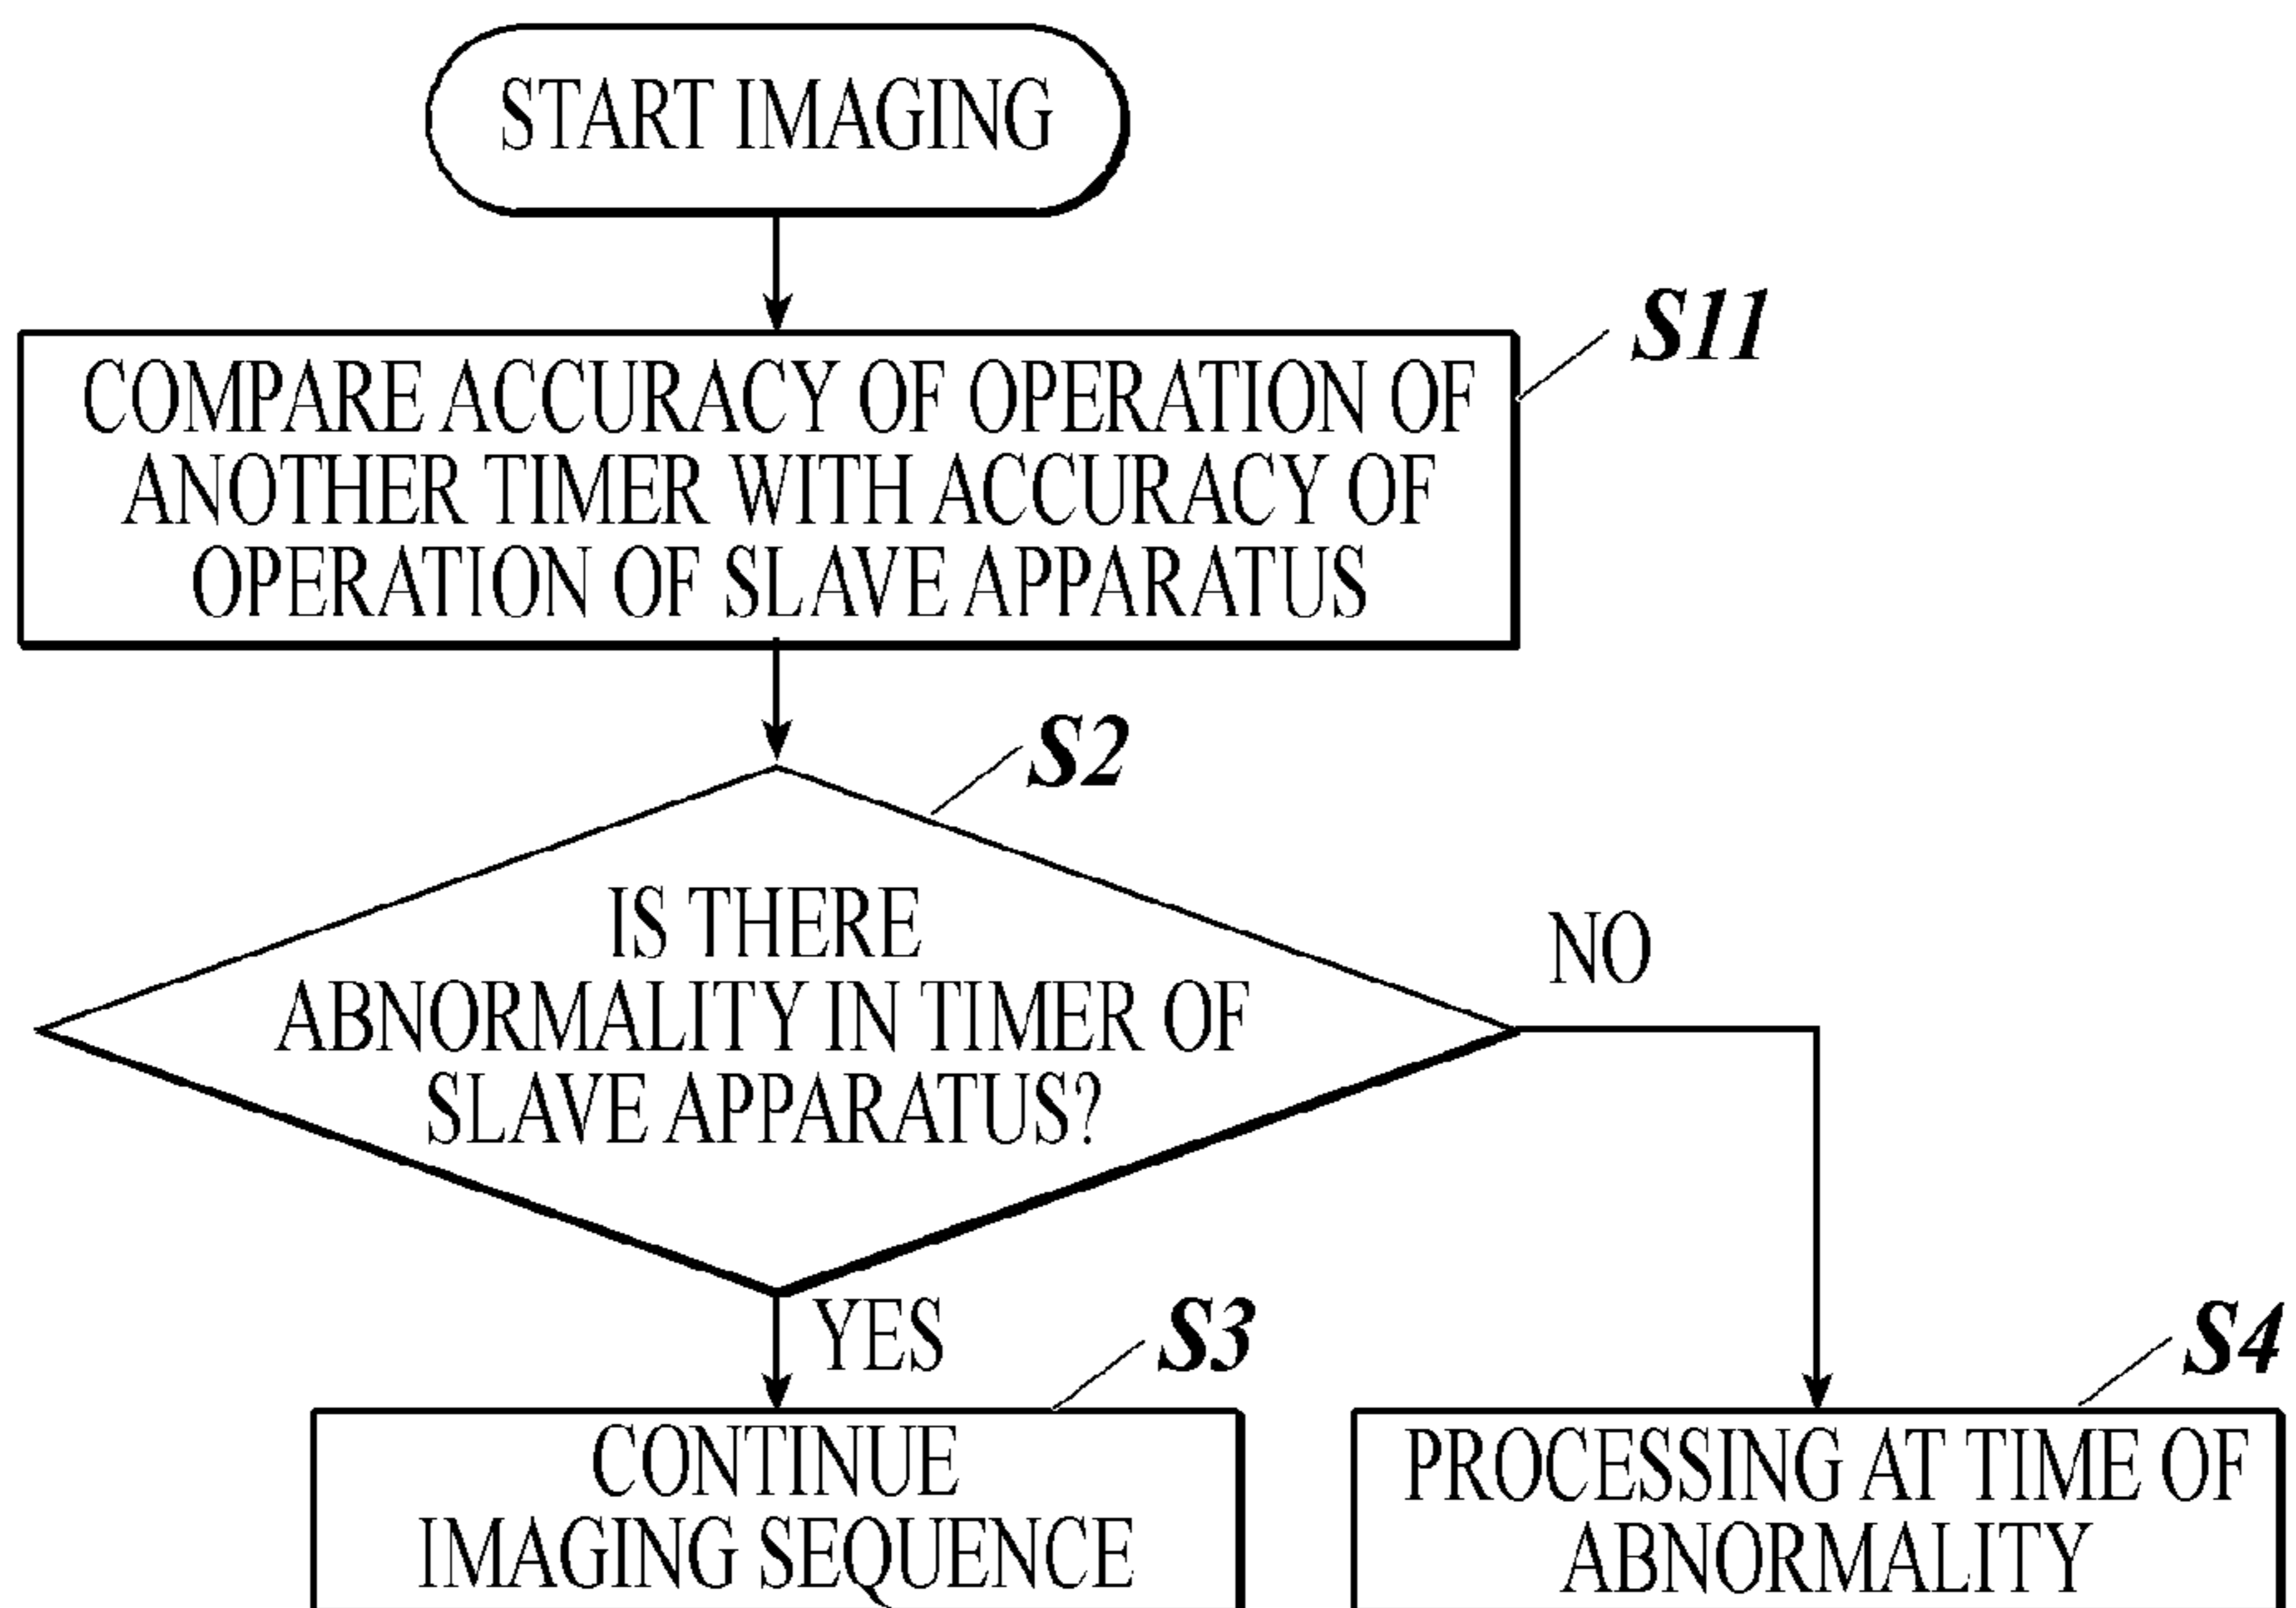 START IMAGING
S11
COMPARE ACCURACY OF OPERATION OF
ANOTHER TIMER WITH ACCURACY OF
OPERATION OF SLAVE APPARATUS
S2
IS THERE
ABNORMALITY IN TIMER OF
SLAVE APPARATUS?
NO
YES
S3
CONTINUE
IMAGING SEQUENCE
S4
PROCESSING AT TIME OF
ABNORMALITY